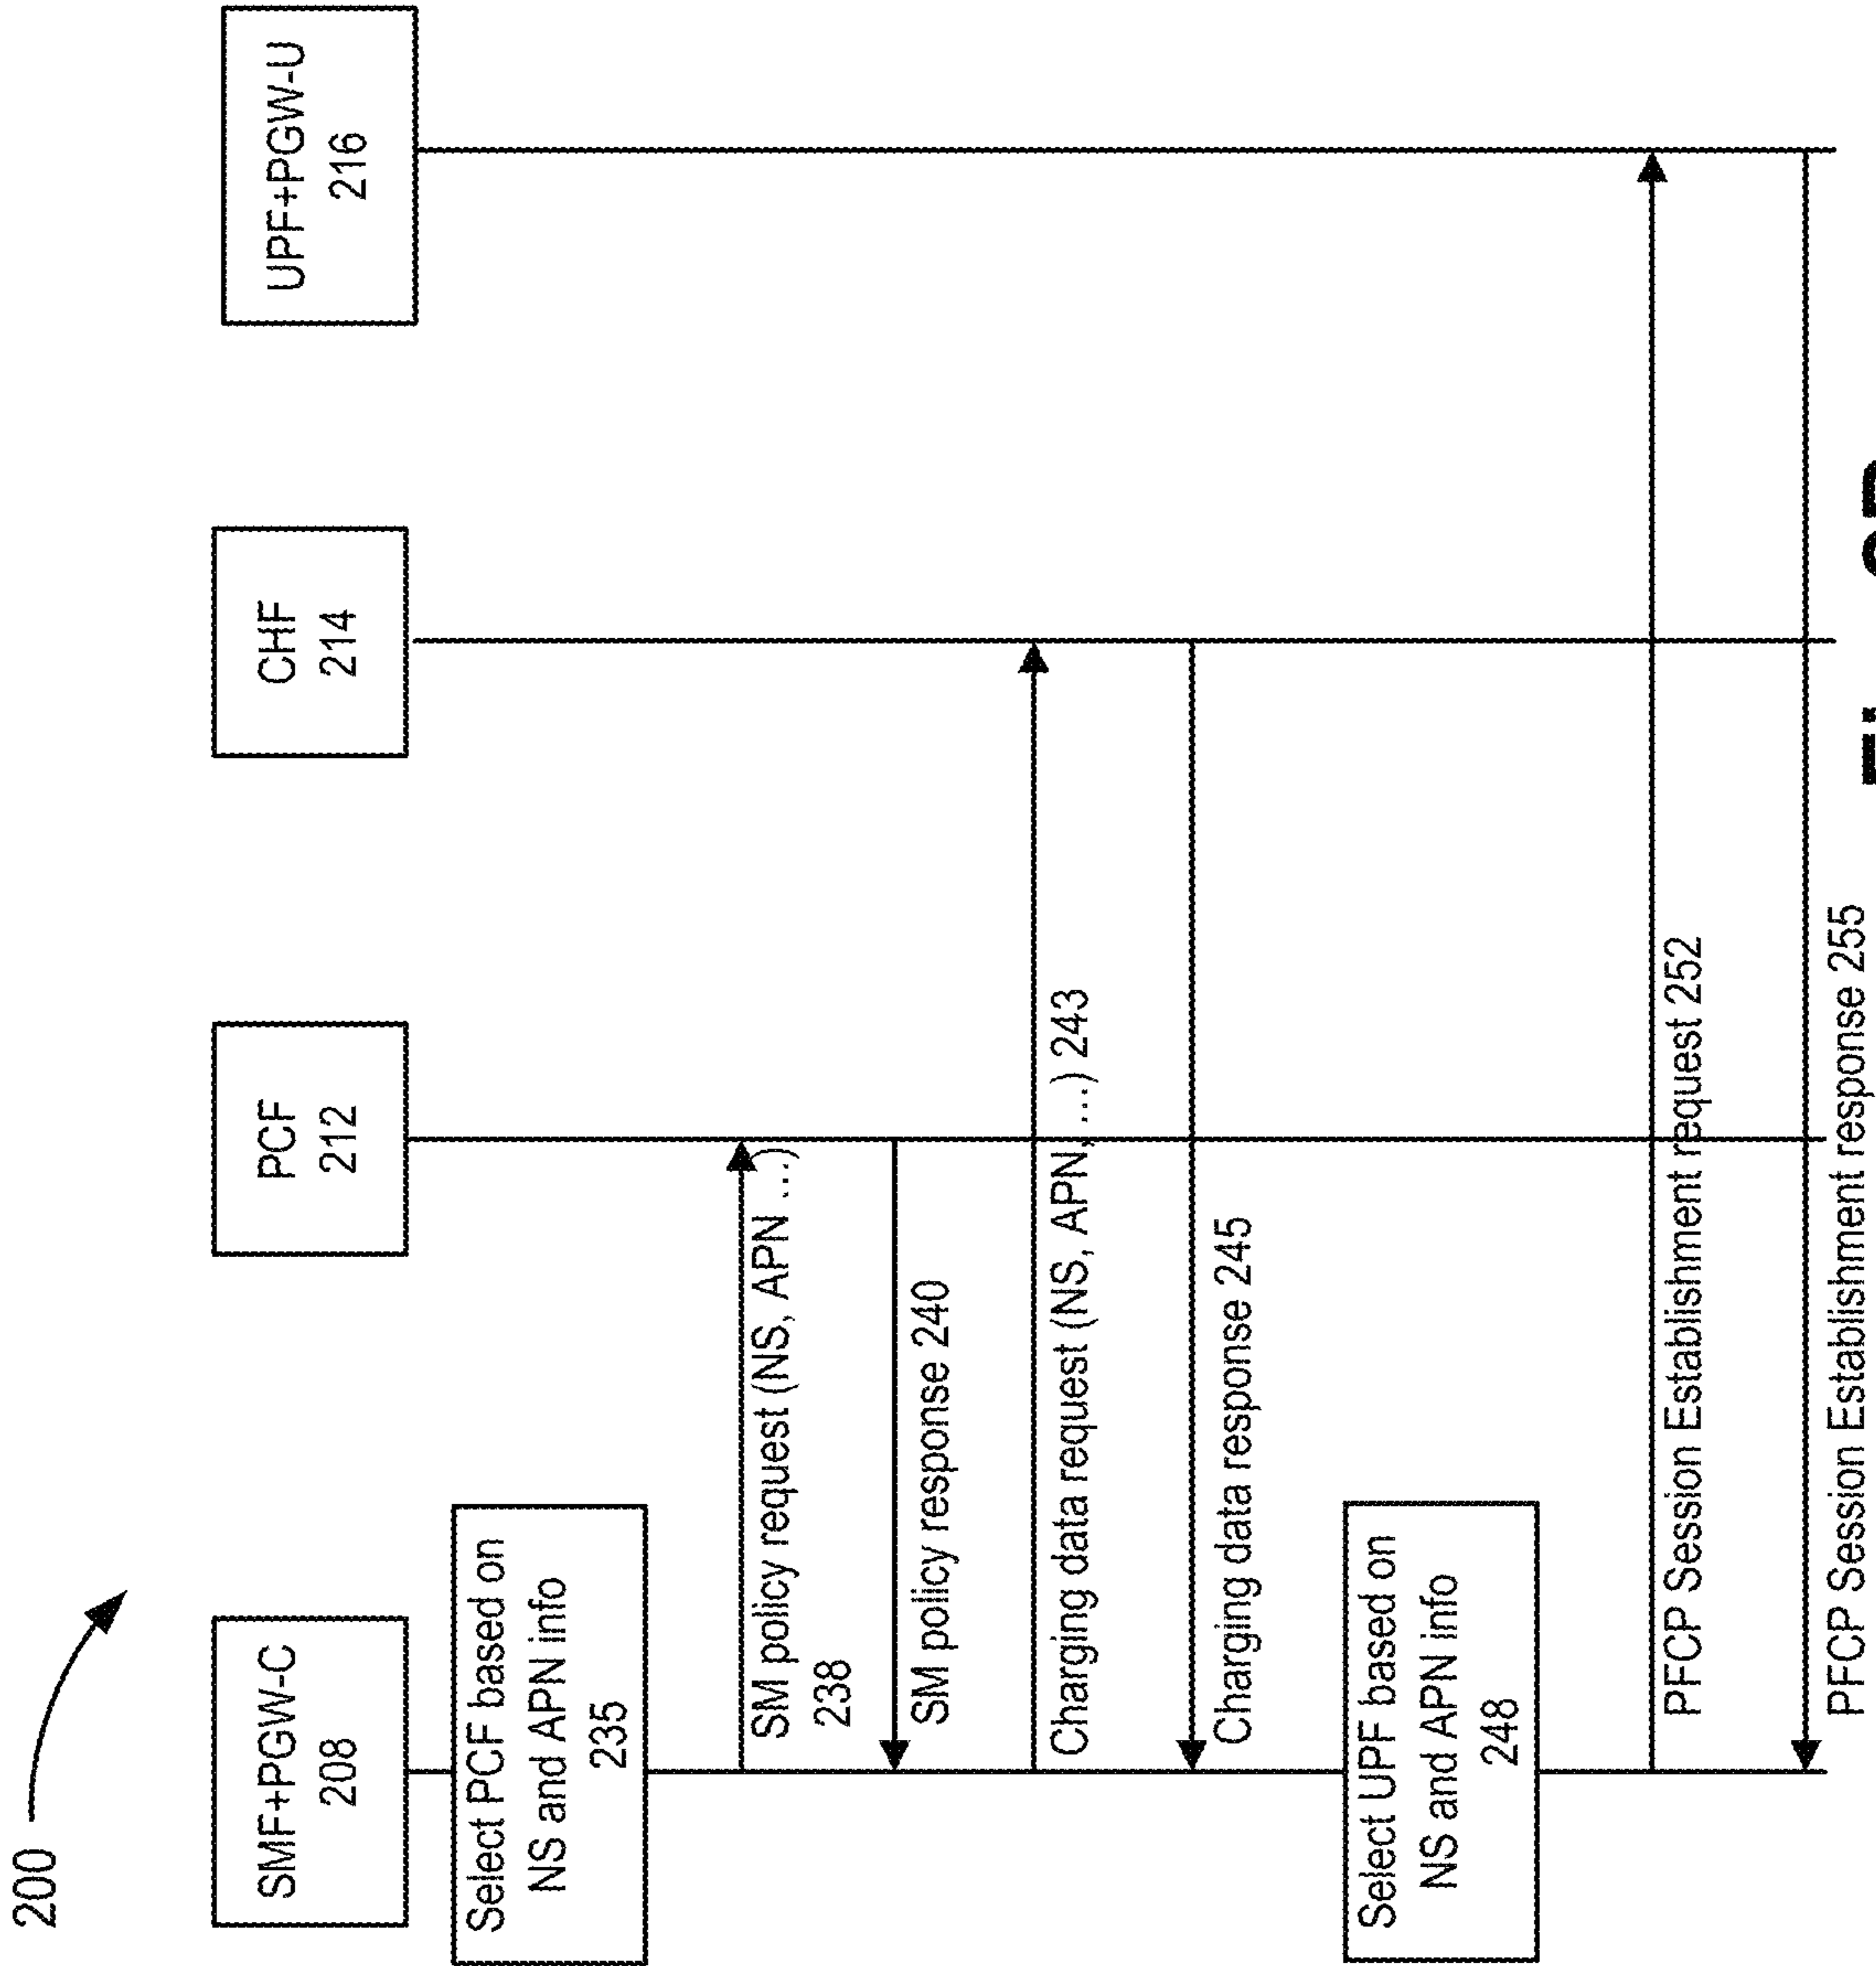 200
SMF+PGW-C
208
PCF
212
CHF
214
UPF+PGW-U
216
Select PCF based on
NS and APN info
235
SM policy request (NS, APN ...)
238
SM policy response 240
Charging data request (NS, APN, ...) 243
Charging data response 245
Select UPF based on
NS and APN info
248
PFCP Session Establishment request 252
PFCP Session Establishment response 255